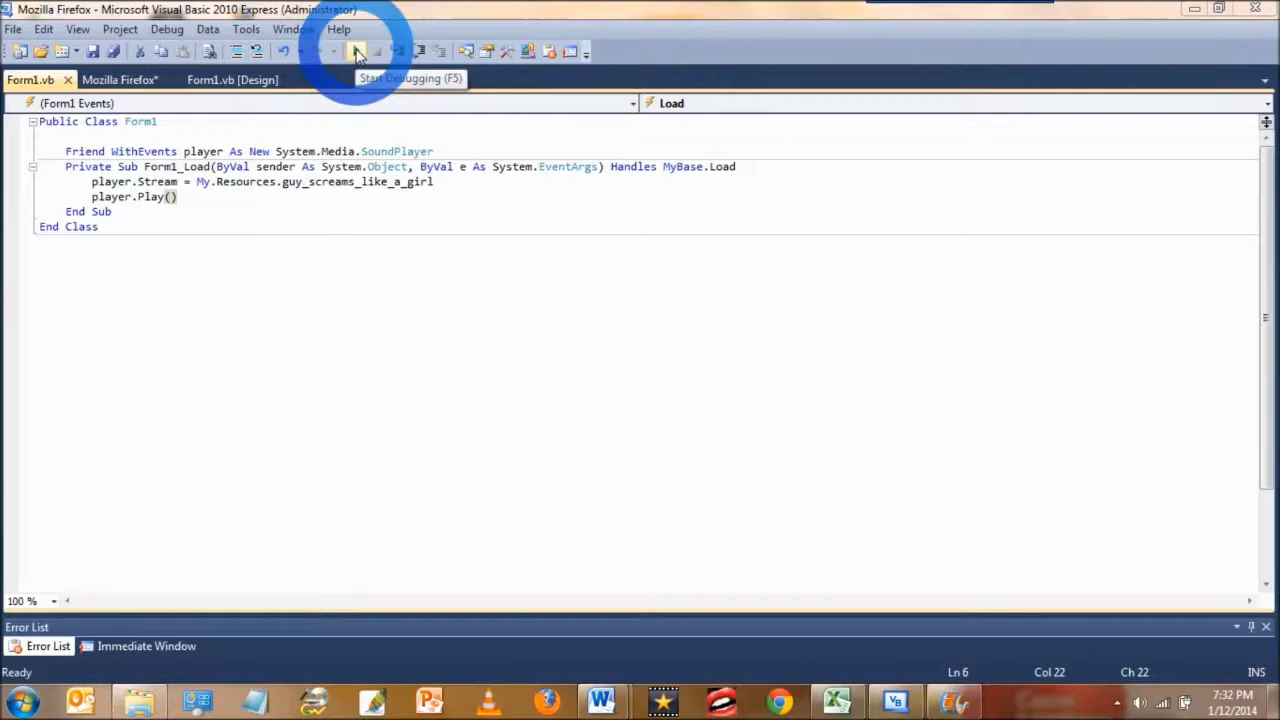 Mozilla Firefox - Microsoft Visual Basic 2010 Express (Administrator)
File Edit View Project Debug Data Tools Window Help
Start Debugging (F5)
Form1.vb Mozilla Firefox* Form1.vb [Design]
(Form1 Events) Load
Public Class Form1
Friend WithEvents player As New System.Media.SoundPlayer
Private Sub Form1_Load(ByVal sender As System.Object, ByVal e As System.EventArgs) Handles MyBase.Load
player.Stream = My.Resources.guy_screams_like_a_girl
player.Play()
End Sub
End Class
100 %
Error List
Error List Immediate Window
Ready Ln 6 Col 22 Ch 22 INS
7:32 PM
1/12/2014